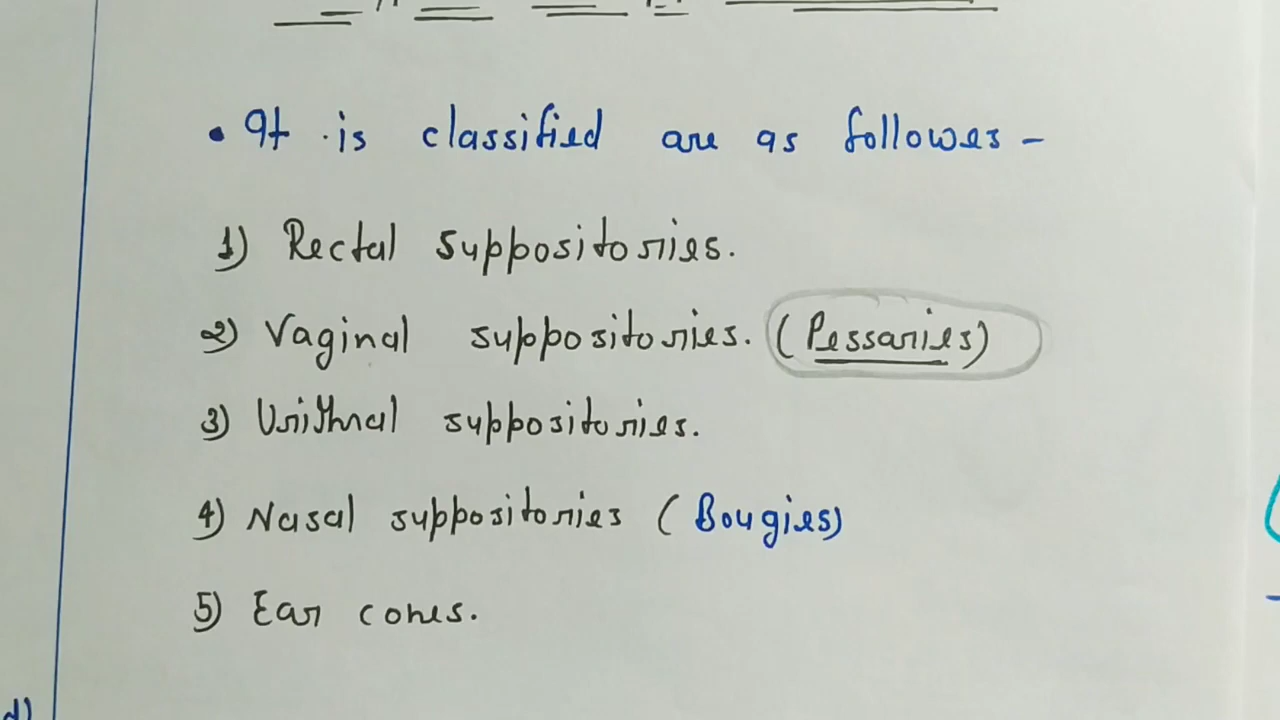 • It is classified are as followes -
1) Rectal suppositories.
2) Vaginal suppositories. (Pessaries)
3) Urithral suppositories.
4) Nasal suppositories (Bougies)
5) Ear cones.
d)